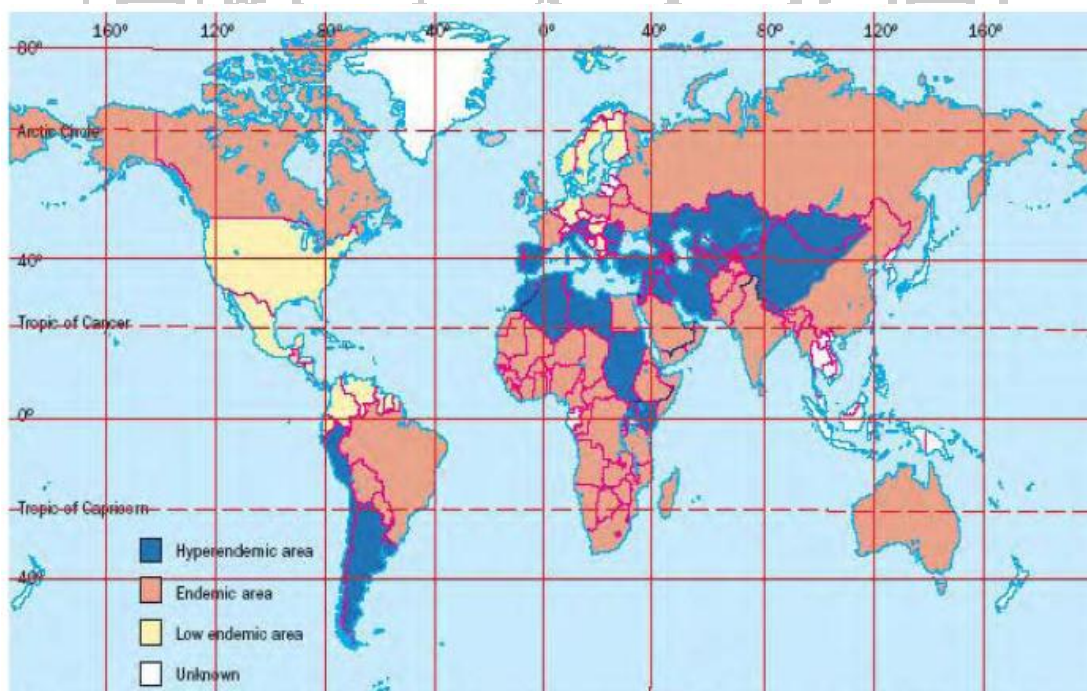 160° 120° 80° 40° 0° 40° 80° 120° 160°
80°
Arctic Circle
40°
Tropic of Cancer
0°
Tropic of Capricorn
40°
Hyperendemic area
Endemic area
Low endemic area
Unknown